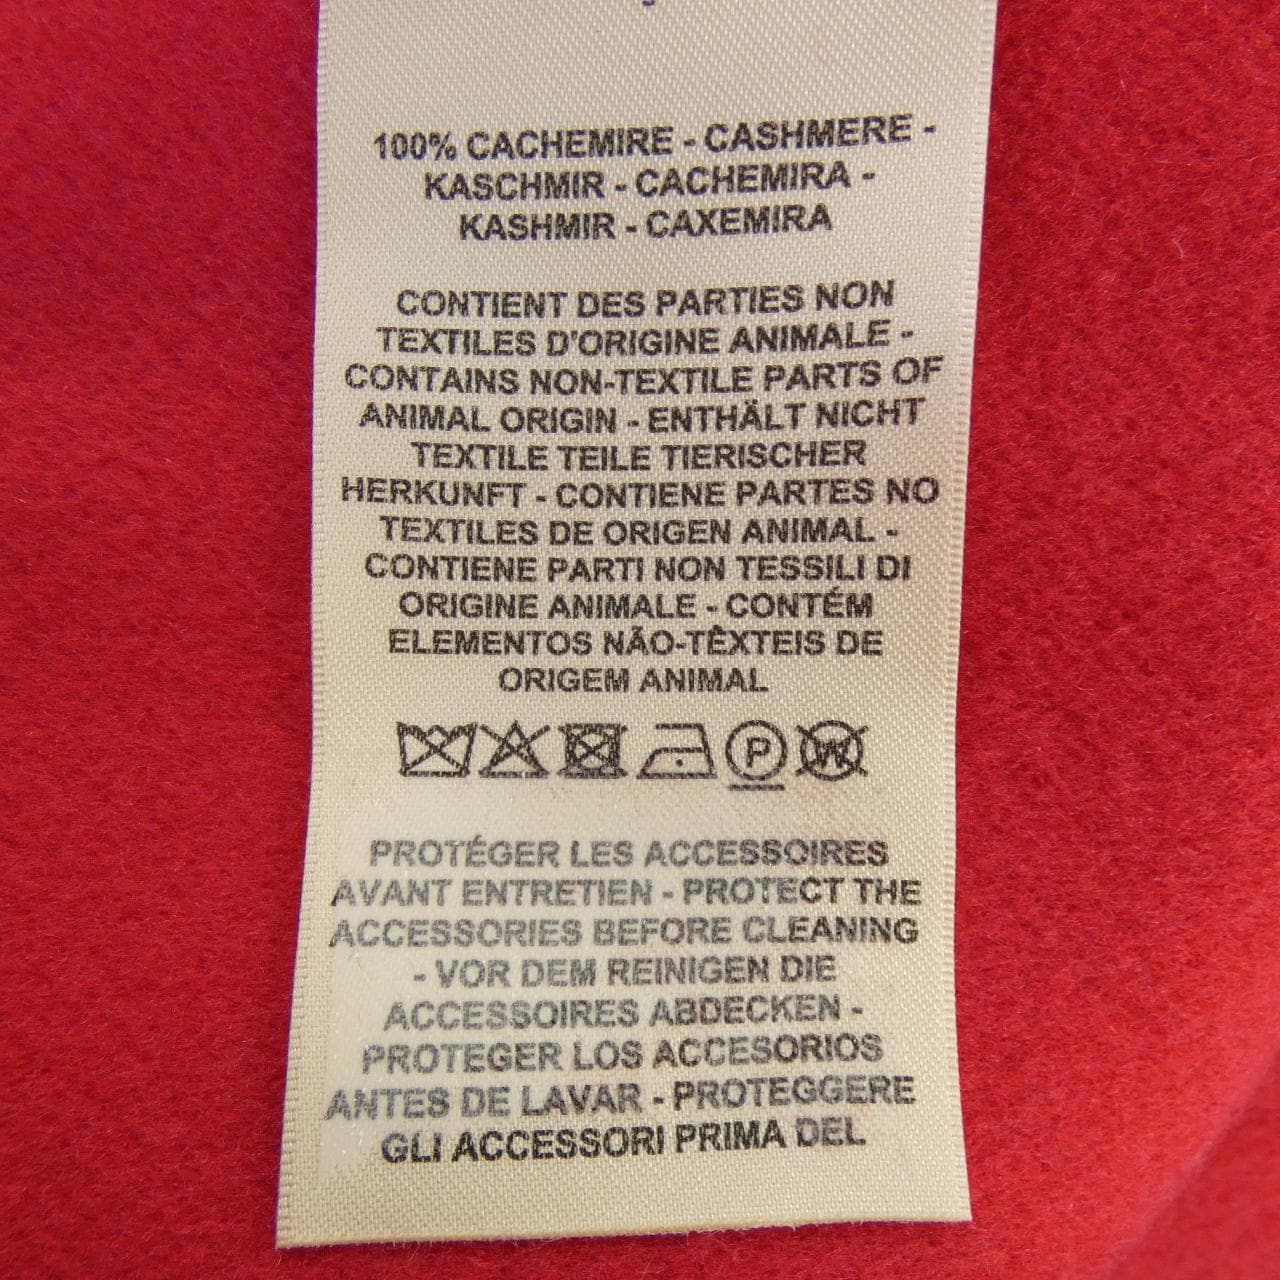 100% CACHEMIRE - CASHMERE -
KASCHMIR - CACHEMIRA -
KASHMIR - CAXEMIRA
CONTIENT DES PARTIES NON
TEXTILES D'ORIGINE ANIMALE -
CONTAINS NON-TEXTILE PARTS OF
ANIMAL ORIGIN - ENTHÄLT NICHT
TEXTILE TEILE TIERISCHER
HERKUNFT - CONTIENE PARTES NO
TEXTILES DE ORIGEN ANIMAL -
CONTIENE PARTI NON TESSILI DI
ORIGINE ANIMALE - CONTÉM
ELEMENTOS NÃO-TÊXTEIS DE
ORIGEM ANIMAL
P W
PROTÉGER LES ACCESSOIRES
AVANT ENTRETIEN - PROTECT THE
ACCESSORIES BEFORE CLEANING
- VOR DEM REINIGEN DIE
ACCESSOIRES ABDECKEN -
PROTEGER LOS ACCESORIOS
ANTES DE LAVAR - PROTEGGERE
GLI ACCESSORI PRIMA DEL